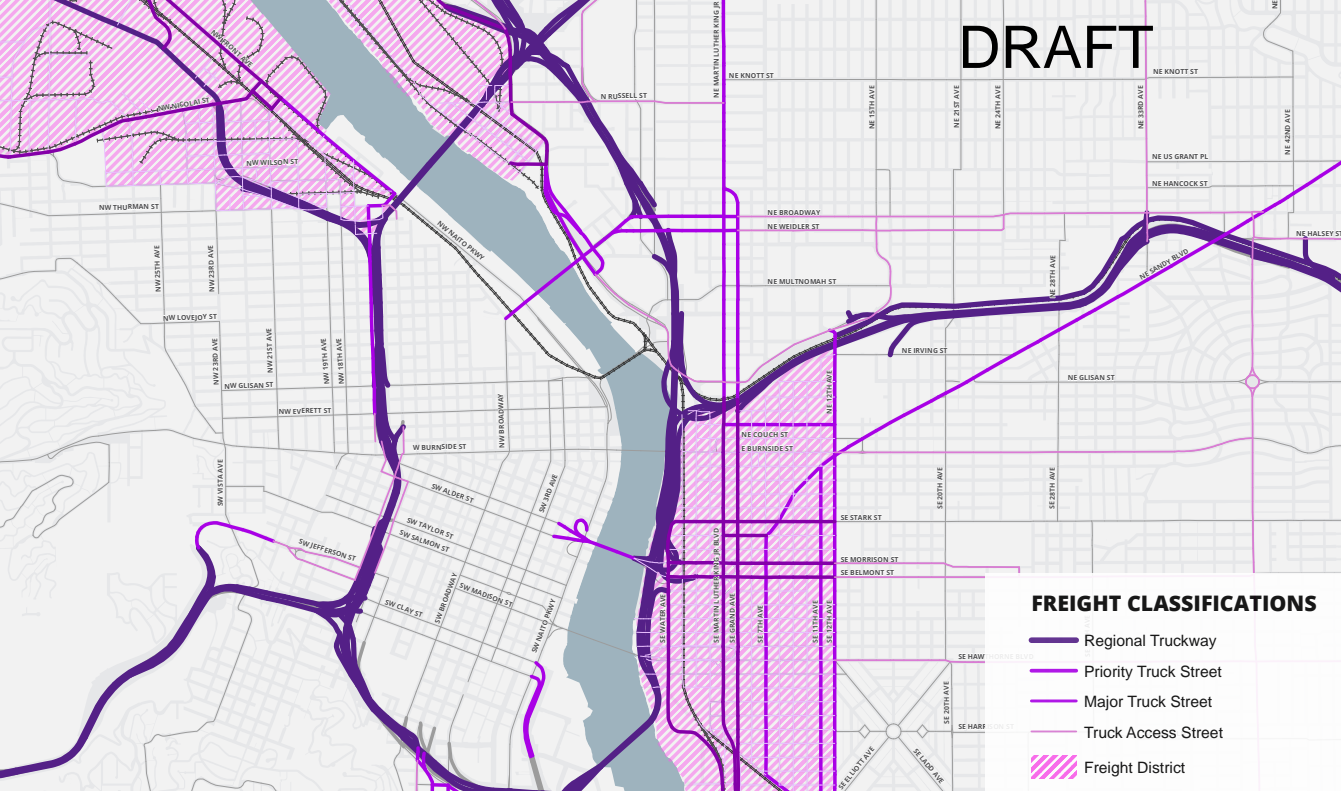 DRAFT
NE MARTIN LUTHER KING JR
NW FRONT AVE
NE KNOTT ST
NE KNOTT ST
N RUSSELL ST
NW NICOLAI ST
NE 15TH AVE
NE 21ST AVE
NE 24TH AVE
NE 33RD AVE
NE 42ND AVE
NW WILSON ST
NE US GRANT PL
NE HANCOCK ST
NW THURMAN ST
NE BROADWAY
NE WEIDLER ST
NE HALSEY ST
NW NAITO PKWY
NW 25TH AVE
NW 23RD AVE
NE MULTNOMAH ST
NE 28TH AVE
NE SANDY BLVD
NW LOVEJOY ST
NW 23RD AVE
NW 21ST AVE
NW 19TH AVE
NW 18TH AVE
NE IRVING ST
NW GLISAN ST
NE GLISAN ST
NE 12TH AVE
NW EVERETT ST
NW BROADWAY
NE COUCH ST
W BURNSIDE ST
E BURNSIDE ST
SW VISTA AVE
SW ALDER ST
SW 3RD AVE
SE 20TH AVE
SE 28TH AVE
SE STARK ST
SW TAYLOR ST
SW SALMON ST
SW JEFFERSON ST
SE MORRISON ST
SE BELMONT ST
SW MADISON ST
SW BROADWAY
SW CLAY ST
SW NAITO PKWY
SE WATER AVE
SE MARTIN LUTHER KING JR BLVD
SE GRAND AVE
SE 7TH AVE
SE 11TH AVE
SE 12TH AVE
SE HAWTHORNE BLVD
SE 20TH AVE
SE HARRISON ST
SE ELLIOTT AVE
SE LADD AVE
FREIGHT CLASSIFICATIONS
Regional Truckway
Priority Truck Street
Major Truck Street
Truck Access Street
Freight District